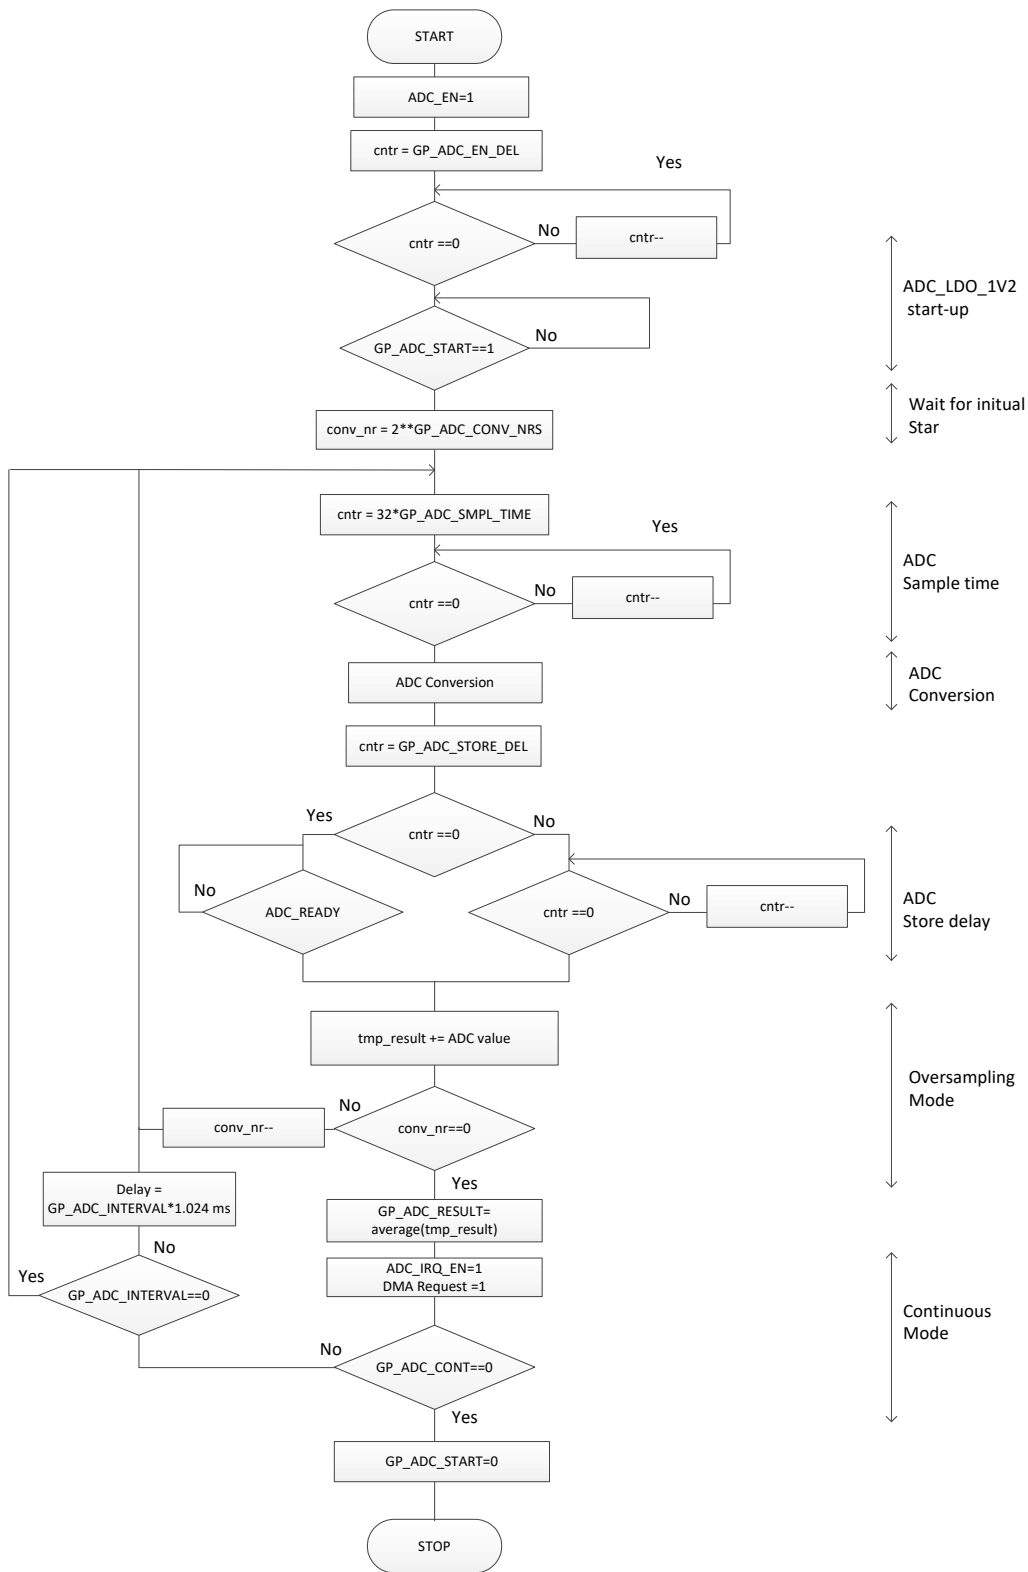 START
ADC_EN=1
cntr = GP_ADC_EN_DEL
Yes
cntr ==0
No
cntr--
ADC_LDO_1V2
start-up
GP_ADC_START==1
No
conv_nr = 2**GP_ADC_CONV_NRS
Wait for initual
Star
cntr = 32*GP_ADC_SMPL_TIME
Yes
cntr ==0
No
cntr--
ADC
Sample time
ADC Conversion
ADC
Conversion
cntr = GP_ADC_STORE_DEL
Yes
cntr ==0
No
No
ADC_READY
cntr ==0
No
cntr--
ADC
Store delay
tmp_result += ADC value
Oversampling
Mode
conv_nr--
No
conv_nr==0
Yes
Delay =
GP_ADC_INTERVAL*1.024 ms
GP_ADC_RESULT=
average(tmp_result)
No
Yes
GP_ADC_INTERVAL==0
ADC_IRQ_EN=1
DMA Request =1
Continuous
Mode
No
GP_ADC_CONT==0
Yes
GP_ADC_START=0
STOP